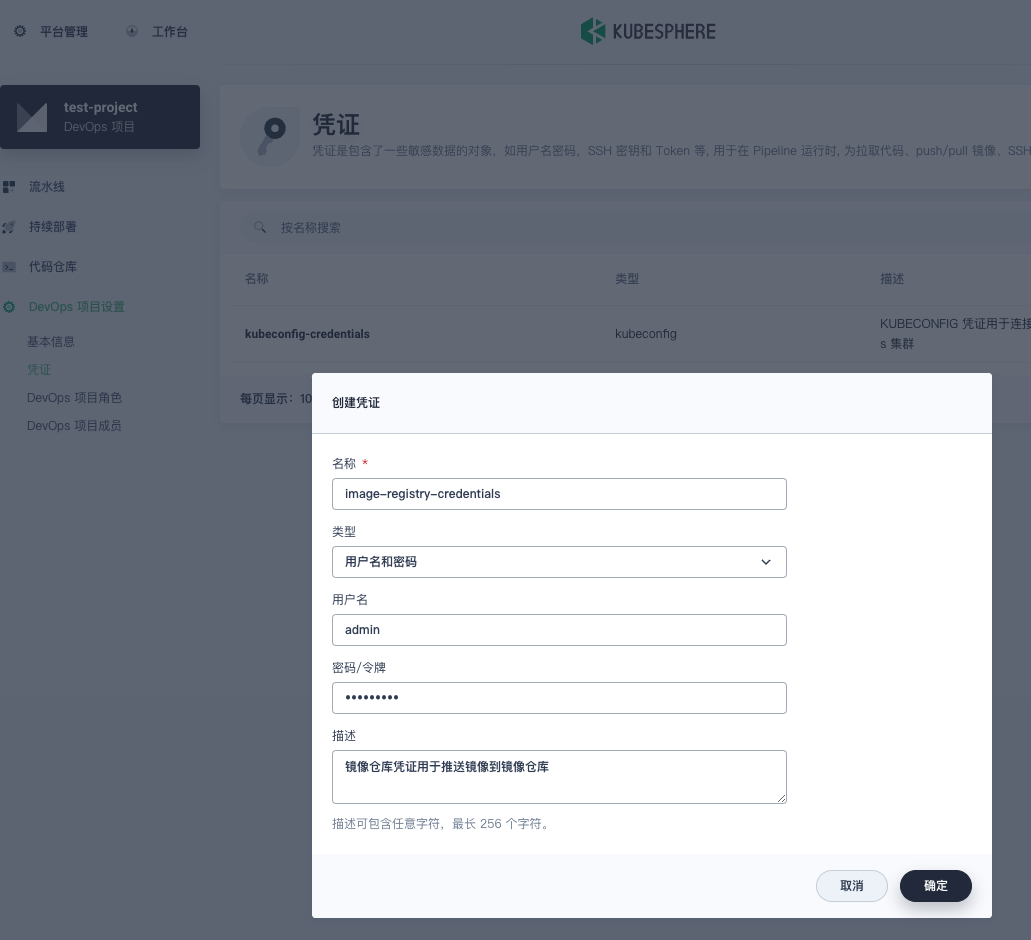 平台管理
工作台
KUBESPHERE
test-project
DevOps 项目
流水线
持续部署
代码仓库
DevOps 项目设置
基本信息
凭证
DevOps 项目角色
DevOps 项目成员
凭证
凭证是包含了一些敏感数据的对象，如用户名密码，SSH 密钥和 Token 等, 用于在 Pipeline 运行时, 为拉取代码、push/pull 镜像、SSH
按名称搜索
名称 类型 描述
kubeconfig-credentials kubeconfig KUBECONFIG 凭证用于连接
s 集群
每页显示：10
创建凭证
名称 *
image-registry-credentials
类型
用户名和密码
用户名
admin
密码/令牌
•••••••••
描述
镜像仓库凭证用于推送镜像到镜像仓库
描述可包含任意字符，最长 256 个字符。
取消
确定